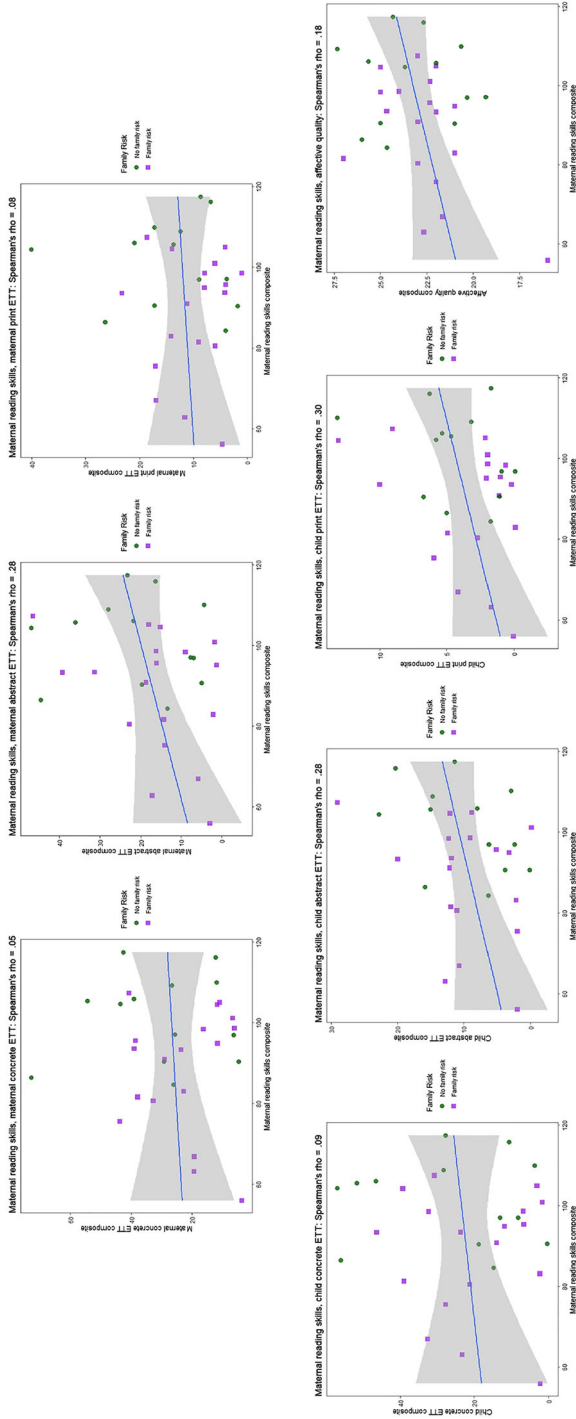 Maternal reading skills, maternal concrete ETT: Spearman's rho = .05
Maternal concrete ETT composite
60
40
20
60
80
100
120
Maternal reading skills composite
Family Risk
No family risk
Family risk
Maternal reading skills, maternal abstract ETT: Spearman's rho = .28
Maternal abstract ETT composite
40
30
20
10
0
60
80
100
120
Maternal reading skills composite
Family Risk
No family risk
Family risk
Maternal reading skills, maternal print ETT: Spearman's rho = .08
Maternal print ETT composite
40
30
20
10
0
60
80
100
120
Maternal reading skills composite
Family Risk
No family risk
Family risk
Maternal reading skills, child concrete ETT: Spearman's rho = .09
Child concrete ETT composite
60
40
20
0
60
80
100
120
Maternal reading skills composite
Family Risk
No family risk
Family risk
Maternal reading skills, child abstract ETT: Spearman's rho = .28
Child abstract ETT composite
30
20
10
0
60
80
100
120
Maternal reading skills composite
Family Risk
No family risk
Family risk
Maternal reading skills, child print ETT: Spearman's rho = .30
Child print ETT composite
10
5
0
60
80
100
120
Maternal reading skills composite
Family Risk
No family risk
Family risk
Maternal reading skills, affective quality: Spearman's rho = .18
Affective quality composite
27.5
25.0
22.5
20.0
17.5
60
80
100
120
Maternal reading skills composite
Family Risk
No family risk
Family risk